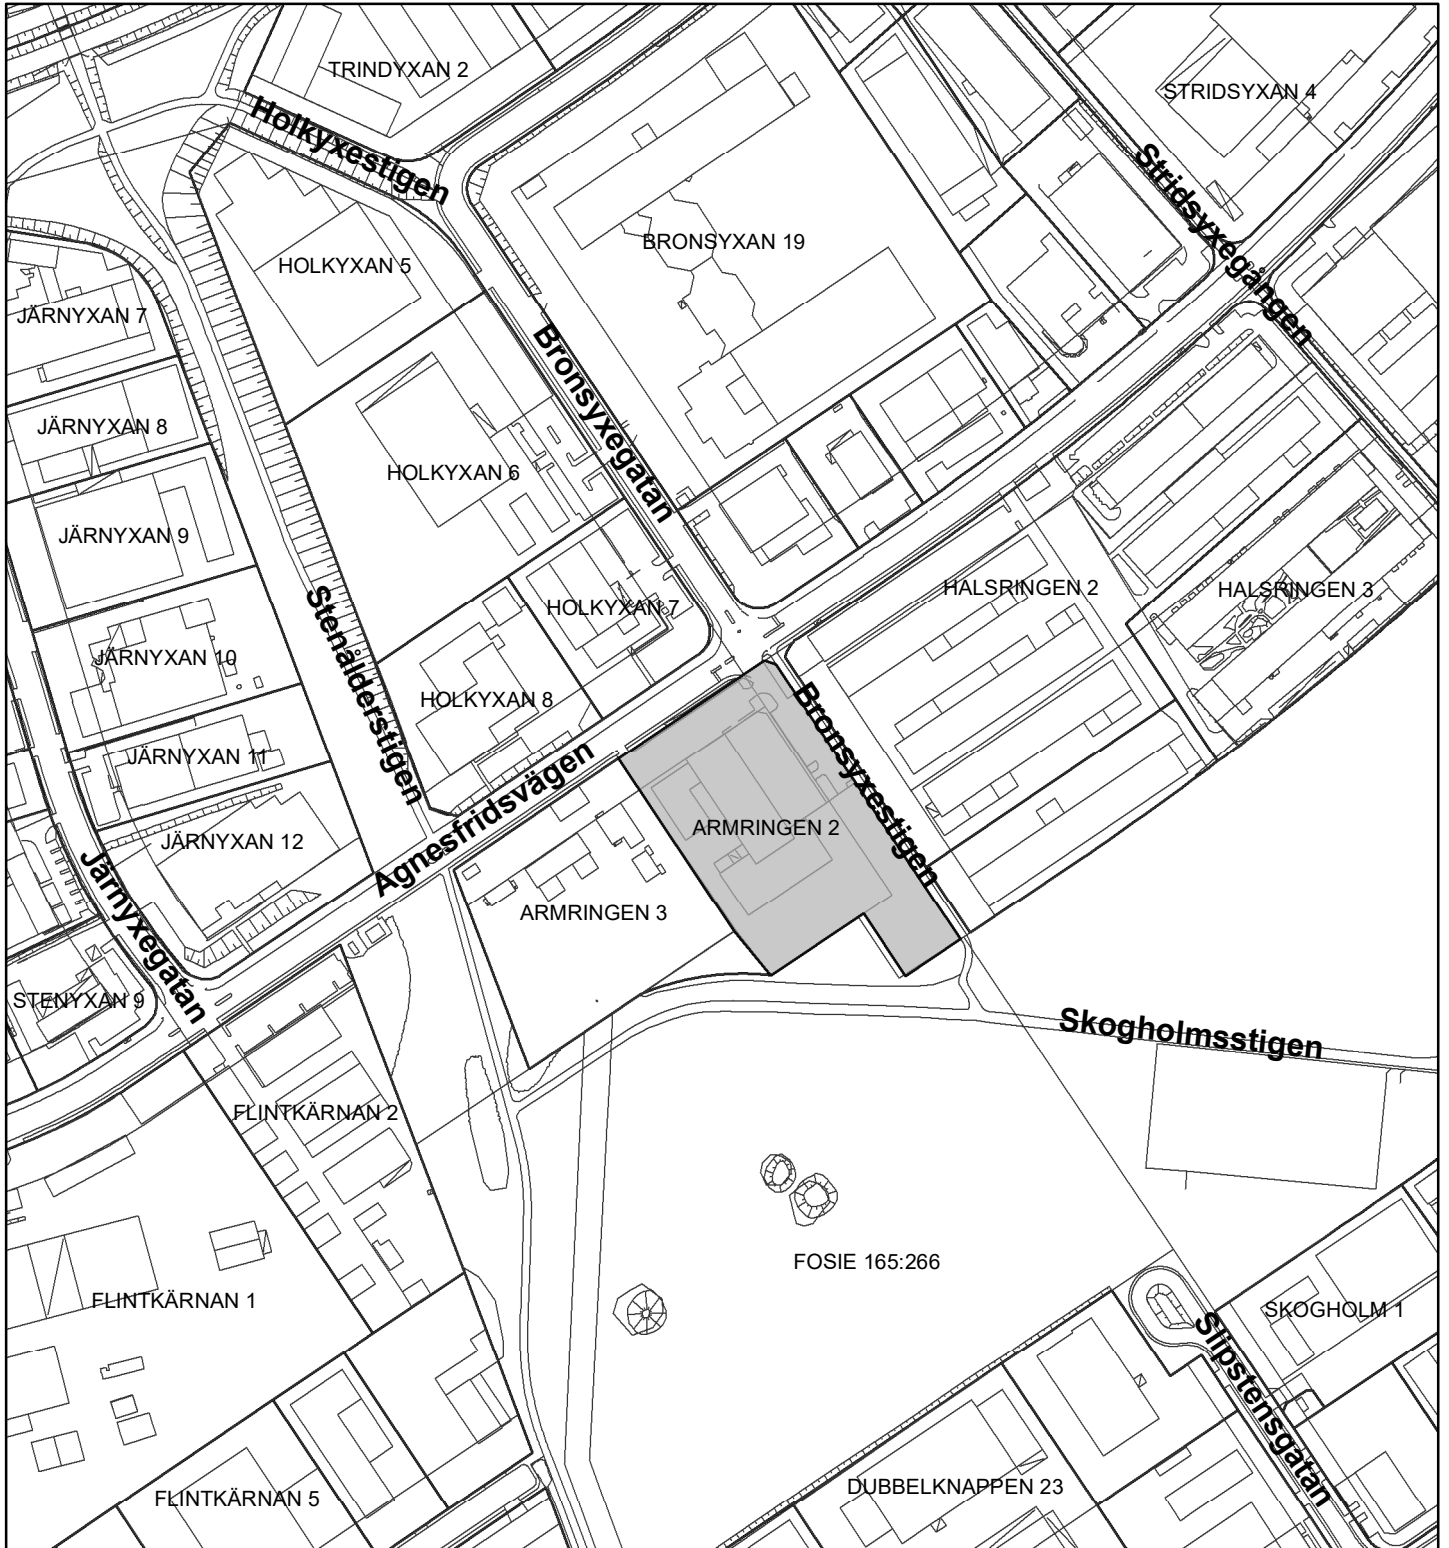 TRINDYXAN 2
STRIDSYXAN 4
Holkyxestigen
Stridsyxegången
BRONSYXAN 19
HOLKYXAN 5
JÄRNYXAN 7
Bronsyxegatan
JÄRNYXAN 8
HOLKYXAN 6
JÄRNYXAN 9
HALSRINGEN 2
HALSRINGEN 3
HOLKYXAN 7
Stenålderstigen
JÄRNYXAN 10
HOLKYXAN 8
Bronsyxestigen
JÄRNYXAN 11
Agnesfridsvägen
ARMRINGEN 2
JÄRNYXAN 12
ARMRINGEN 3
Järnyxegatan
STENYXAN 9
Skogholmsstigen
FLINTKÄRNAN 2
FOSIE 165:266
FLINTKÄRNAN 1
SKOGHOLM 1
Slipstensgatan
DUBBELKNAPPEN 23
FLINTKÄRNAN 5